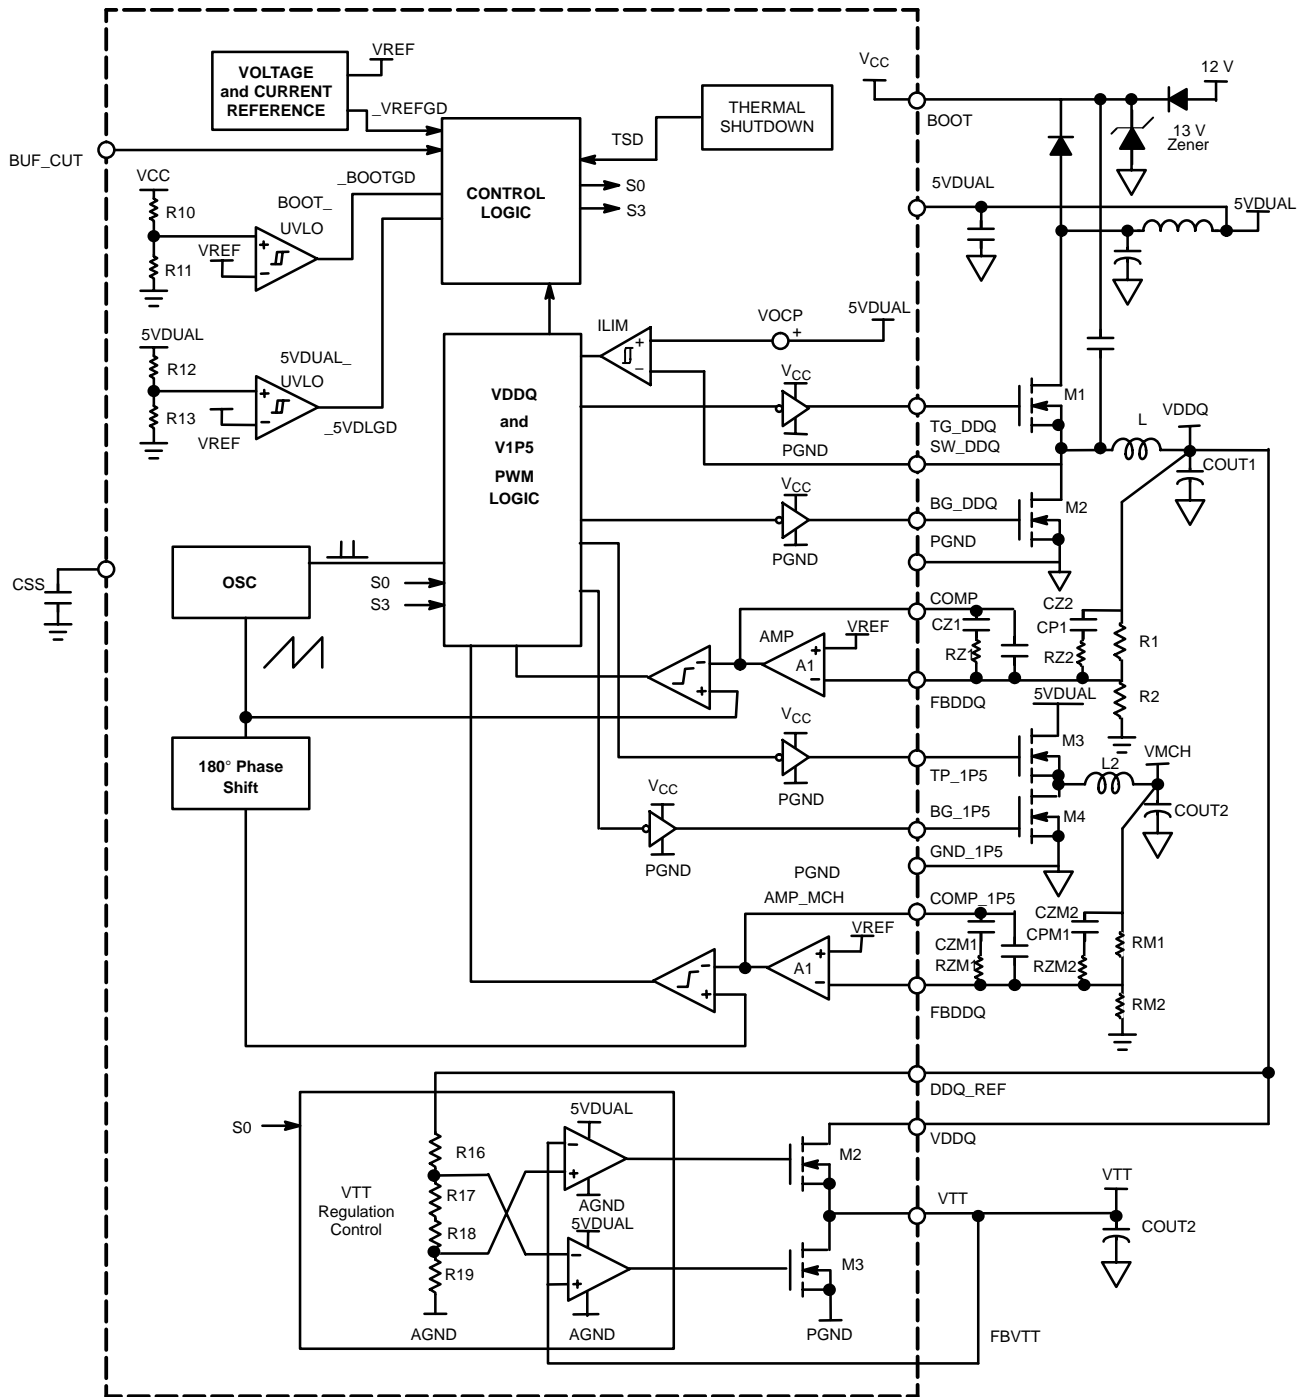 VOLTAGE
and CURRENT
REFERENCE
VREF
_VREFGD
THERMAL
SHUTDOWN
TSD
VCC
BOOT
12 V
13 V
Zener
BUF_CUT
VCC
_BOOTGD
BOOT_
UVLO
R10
R11
VREF
+
−
CONTROL
LOGIC
S0
S3
5VDUAL
5VDUAL
5VDUAL
R12
R13
VREF
5VDUAL_
UVLO
_5VDLGD
+
−
ILIM
+
−
VOCP
+
5VDUAL
VDDQ
and
V1P5
PWM
LOGIC
VCC
PGND
TG_DDQ
SW_DDQ
M1
L
VDDQ
COUT1
VCC
PGND
BG_DDQ
PGND
M2
CSS
OSC
S0
S3
AMP
VREF
A1
+
−
−
+
COMP
CZ1
RZ1
FBDDQ
CZ2
CP1
RZ2
R1
R2
180° Phase
Shift
VCC
PGND
TP_1P5
5VDUAL
M3
L2
VMCH
COUT2
VCC
PGND
BG_1P5
GND_1P5
M4
PGND
AMP_MCH
VREF
A1
+
−
−
+
COMP_1P5
CZM1
RZM1
FBDDQ
CZM2
CPM1
RZM2
RM1
RM2
DDQ_REF
VDDQ
S0
VTT
Regulation
Control
R16
R17
R18
R19
AGND
5VDUAL
−
+
AGND
5VDUAL
−
+
AGND
M2
M3
PGND
VTT
VTT
COUT2
FBVTT